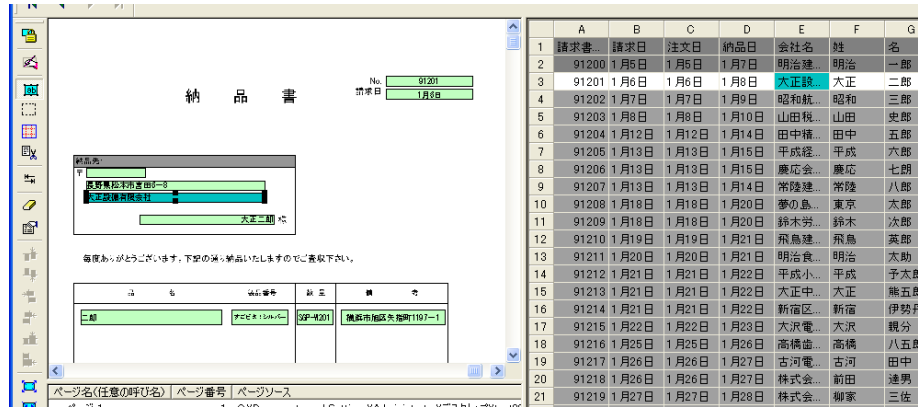 納 品 書
No. 91201
請求日 1月6日
納品先:
〒
長野県松本市宮田8-8
大正設備有限会社
大正二郎 様
毎度ありがとうございます。下記の通り納品いたしますのでご査収下さい。
品 名 製品番号 数 量 備 考
二郎 すごピタ!シルバー SGP-W201 横浜市旭区矢指町1197-1
ページ名(任意の呼び名) ページ番号 ページソース
A B C D E F G
1 請求書... 請求日 注文日 納品日 会社名 姓 名
2 91200 1月5日 1月5日 1月7日 明治建... 明治 一郎
3 91201 1月6日 1月6日 1月8日 大正設... 大正 二郎
4 91202 1月7日 1月7日 1月9日 昭和航... 昭和 三郎
5 91203 1月8日 1月8日 1月10日 山田税... 山田 史郎
6 91204 1月12日 1月12日 1月14日 田中積... 田中 五郎
7 91205 1月13日 1月13日 1月15日 平成経... 平成 六郎
8 91206 1月13日 1月13日 1月15日 慶応会... 慶応 七朗
9 91207 1月13日 1月13日 1月14日 常陸建... 常陸 八郎
10 91208 1月18日 1月18日 1月20日 夢の島... 東京 太郎
11 91209 1月18日 1月18日 1月20日 鈴木労... 鈴木 次郎
12 91210 1月19日 1月19日 1月21日 飛鳥建... 飛鳥 英郎
13 91211 1月20日 1月20日 1月21日 明治食... 明治 太助
14 91212 1月21日 1月21日 1月22日 平成小... 平成 予太郎
15 91213 1月21日 1月21日 1月22日 大正中... 大正 熊五郎
16 91214 1月21日 1月21日 1月22日 新宿区... 新宿 伊勢丹
17 91215 1月22日 1月22日 1月23日 大沢電... 大沢 親分
18 91216 1月25日 1月25日 1月26日 高橋歯... 高橋 八五郎
19 91217 1月26日 1月26日 1月27日 古河電... 古河 田中
20 91218 1月26日 1月26日 1月27日 株式会... 前田 達男
21 91219 1月27日 1月27日 1月28日 株式会... 柳家 三佐